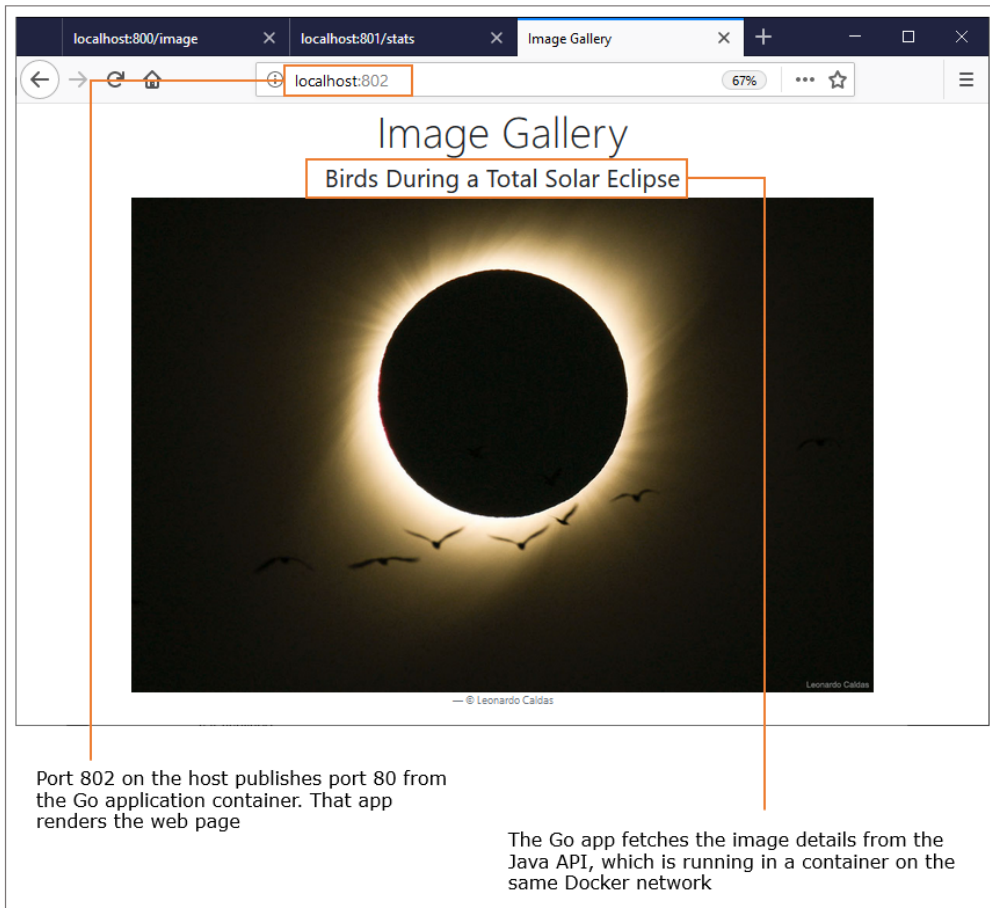 localhost:800/image
localhost:801/stats
Image Gallery
localhost:802
67%
Image Gallery
Birds During a Total Solar Eclipse
Leonardo Caldas
— © Leonardo Caldas
Port 802 on the host publishes port 80 from
the Go application container. That app
renders the web page
The Go app fetches the image details from the
Java API, which is running in a container on the
same Docker network